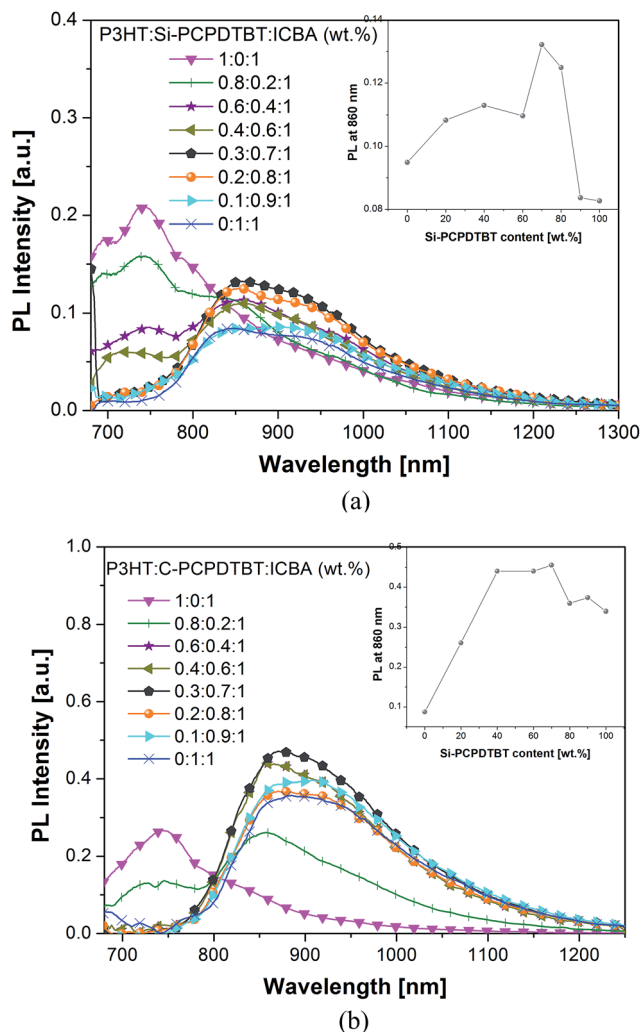 P3HT:Si-PCPDTBT:ICBA (wt.%)
1:0:1
0.8:0.2:1
0.6:0.4:1
0.4:0.6:1
0.3:0.7:1
0.2:0.8:1
0.1:0.9:1
0:1:1
PL Intensity [a.u.]
0.4
0.3
0.2
0.1
0.0
700 800 900 1000 1100 1200 1300
Wavelength [nm]
PL at 860 nm
0.14
0.12
0.10
0.08
0 20 40 60 80 100
Si-PCPDTBT content [wt.%]
(a)
P3HT:C-PCPDTBT:ICBA (wt.%)
1:0:1
0.8:0.2:1
0.6:0.4:1
0.4:0.6:1
0.3:0.7:1
0.2:0.8:1
0.1:0.9:1
0:1:1
PL Intensity [a.u.]
1.0
0.8
0.6
0.4
0.2
0.0
700 800 900 1000 1100 1200
Wavelength [nm]
PL at 860 nm
0.5
0.4
0.3
0.2
0.1
0 20 40 60 80 100
Si-PCPDTBT content [wt.%]
(b)